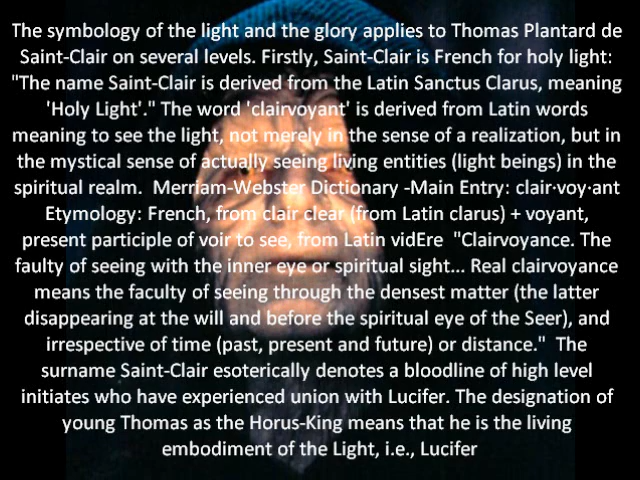 The symbology of the light and the glory applies to Thomas Plantard de
Saint-Clair on several levels. Firstly, Saint-Clair is French for holy light:
"The name Saint-Clair is derived from the Latin Sanctus Clarus, meaning
'Holy Light'." The word 'clairvoyant' is derived from Latin words
meaning to see the light, not merely in the sense of a realization, but in
the mystical sense of actually seeing living entities (light beings) in the
spiritual realm.  Merriam-Webster Dictionary -Main Entry: clair·voy·ant
Etymology: French, from clair clear (from Latin clarus) + voyant,
present participle of voir to see, from Latin vidEre  "Clairvoyance. The
faulty of seeing with the inner eye or spiritual sight... Real clairvoyance
means the faculty of seeing through the densest matter (the latter
disappearing at the will and before the spiritual eye of the Seer), and
irrespective of time (past, present and future) or distance."  The
surname Saint-Clair esoterically denotes a bloodline of high level
initiates who have experienced union with Lucifer. The designation of
young Thomas as the Horus-King means that he is the living
embodiment of the Light, i.e., Lucifer